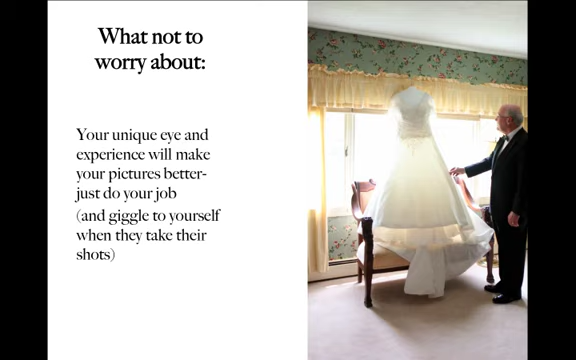 What not to
worry about:
Your unique eye and
experience will make
your pictures better-
just do your job
(and giggle to yourself
when they take their
shots)